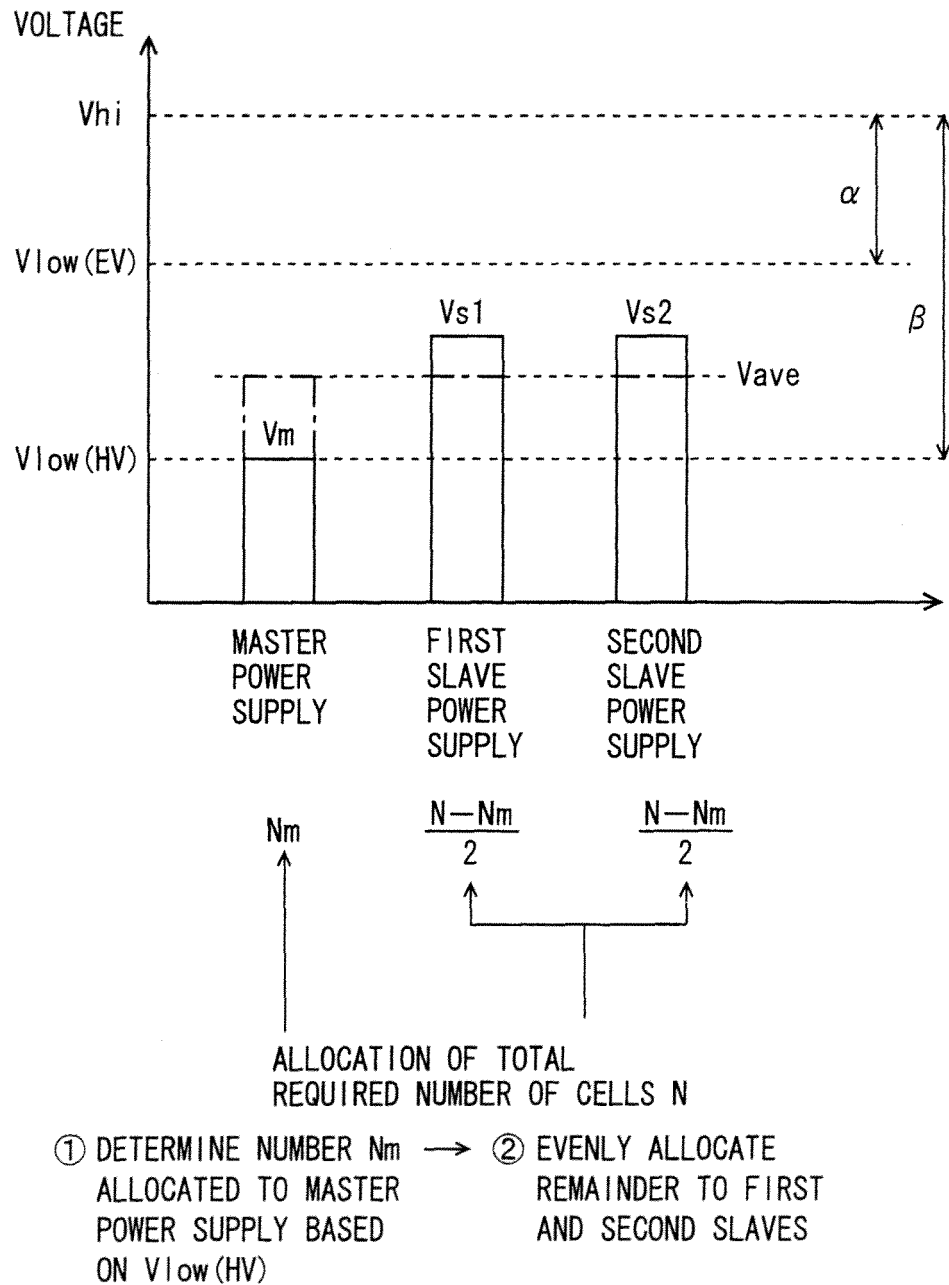 VOLTAGE
Vhi
α
Vlow(EV)
β
Vs1 Vs2
Vave
Vm
Vlow(HV)
MASTER
POWER
SUPPLY
FIRST
SLAVE
POWER
SUPPLY
SECOND
SLAVE
POWER
SUPPLY
Nm
N−Nm
2
N−Nm
2
ALLOCATION OF TOTAL
REQUIRED NUMBER OF CELLS N
① DETERMINE NUMBER Nm →
ALLOCATED TO MASTER
POWER SUPPLY BASED
ON Vlow(HV)
② EVENLY ALLOCATE
REMAINDER TO FIRST
AND SECOND SLAVES